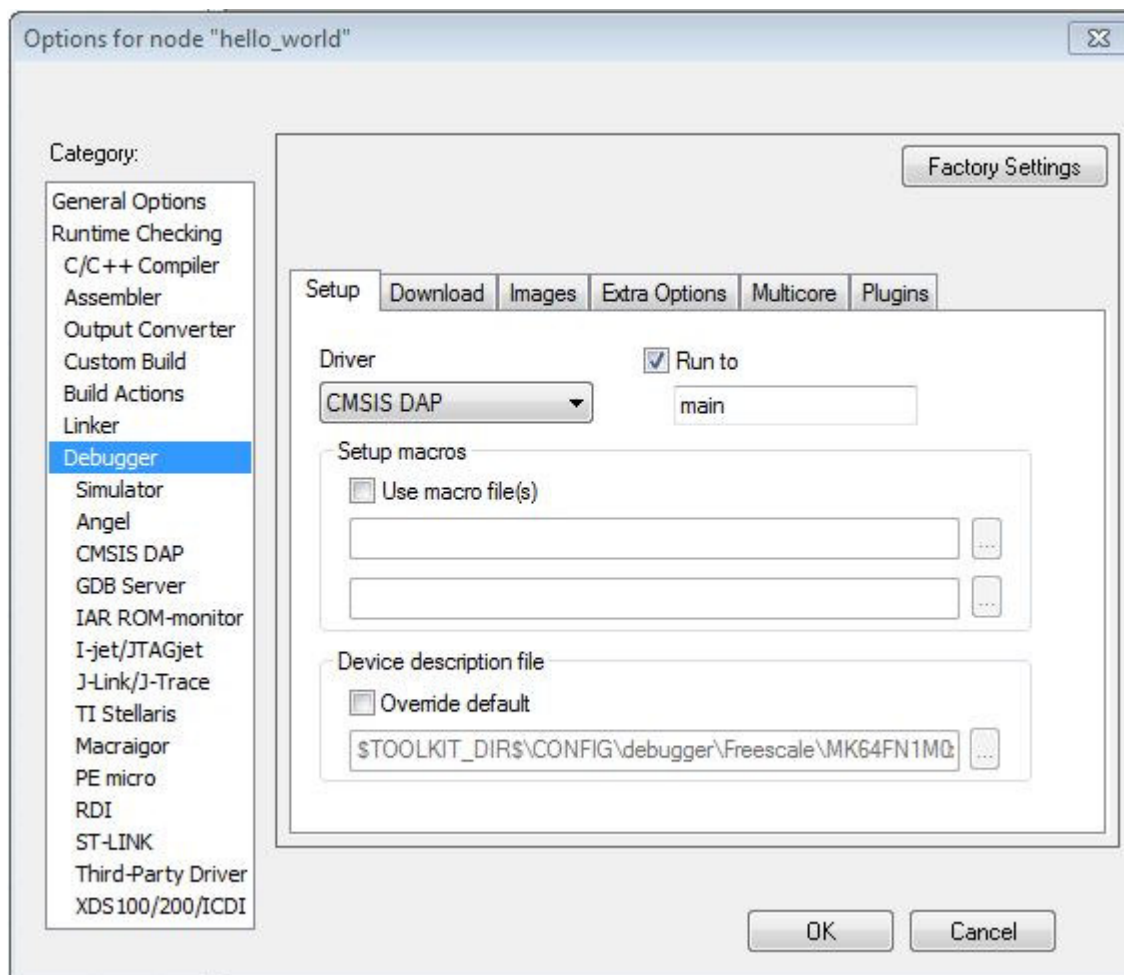 Options for node "hello_world"
Category:
General Options
Runtime Checking
C/C++ Compiler
Assembler
Output Converter
Custom Build
Build Actions
Linker
Debugger
Simulator
Angel
CMSIS DAP
GDB Server
IAR ROM-monitor
I-jet/JTAGjet
J-Link/J-Trace
TI Stellaris
Macraigor
PE micro
RDI
ST-LINK
Third-Party Driver
XDS100/200/ICDI
Factory Settings
Setup Download Images Extra Options Multicore Plugins
Driver
CMSIS DAP
Run to
main
Setup macros
Use macro file(s)
...
...
Device description file
Override default
$TOOLKIT_DIR$\CONFIG\debugger\Freescale\MK64FN1M0
...
OK Cancel